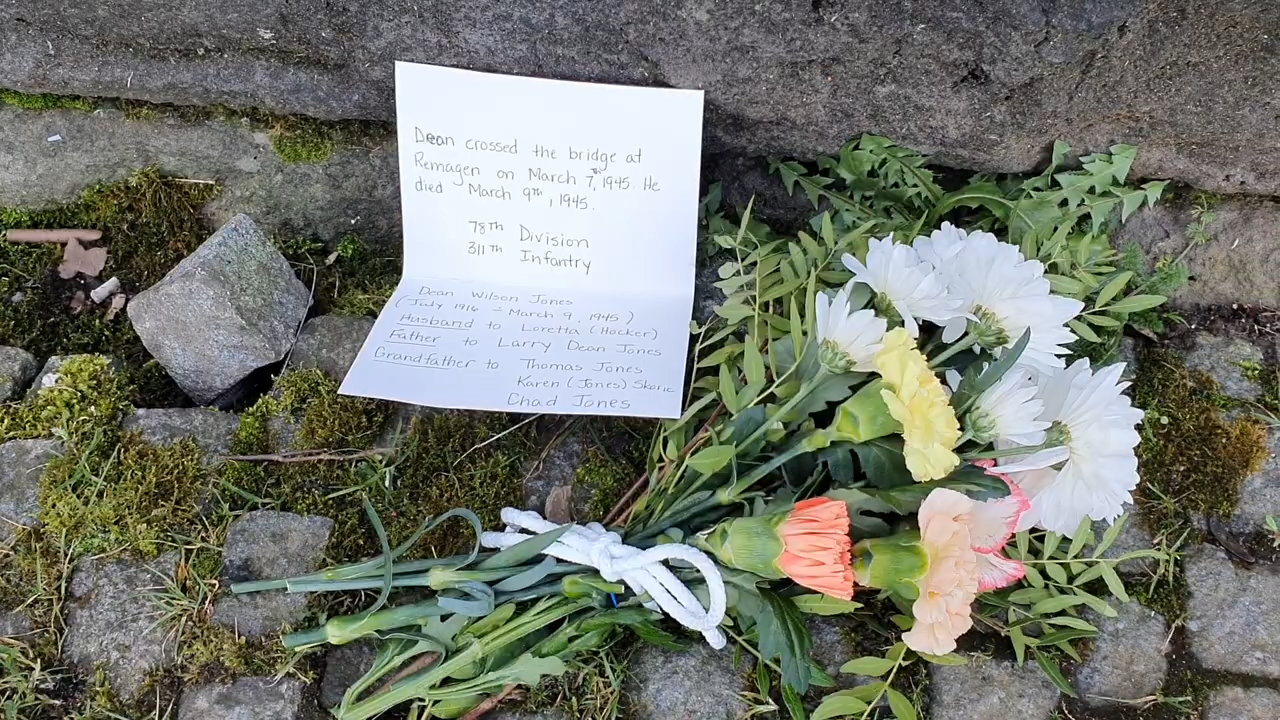 Dean crossed the bridge at
Remagen on March 7th, 1945. He
died March 9th, 1945.
78TH Division
311TH Infantry
Dean Wilson Jones
(July 1916 - March 9, 1945)
Husband to Loretta (Hocker)
Father to Larry Dean Jones
Grandfather to Thomas Jones
Karen (Jones) Skoric
Chad Jones